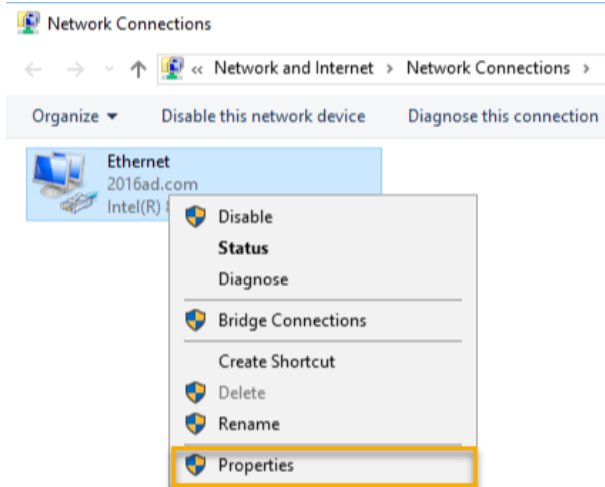 Network Connections
« Network and Internet > Network Connections >
Organize Disable this network device Diagnose this connection
Ethernet
2016ad.com
Intel(R)
Disable
Status
Diagnose
Bridge Connections
Create Shortcut
Delete
Rename
Properties